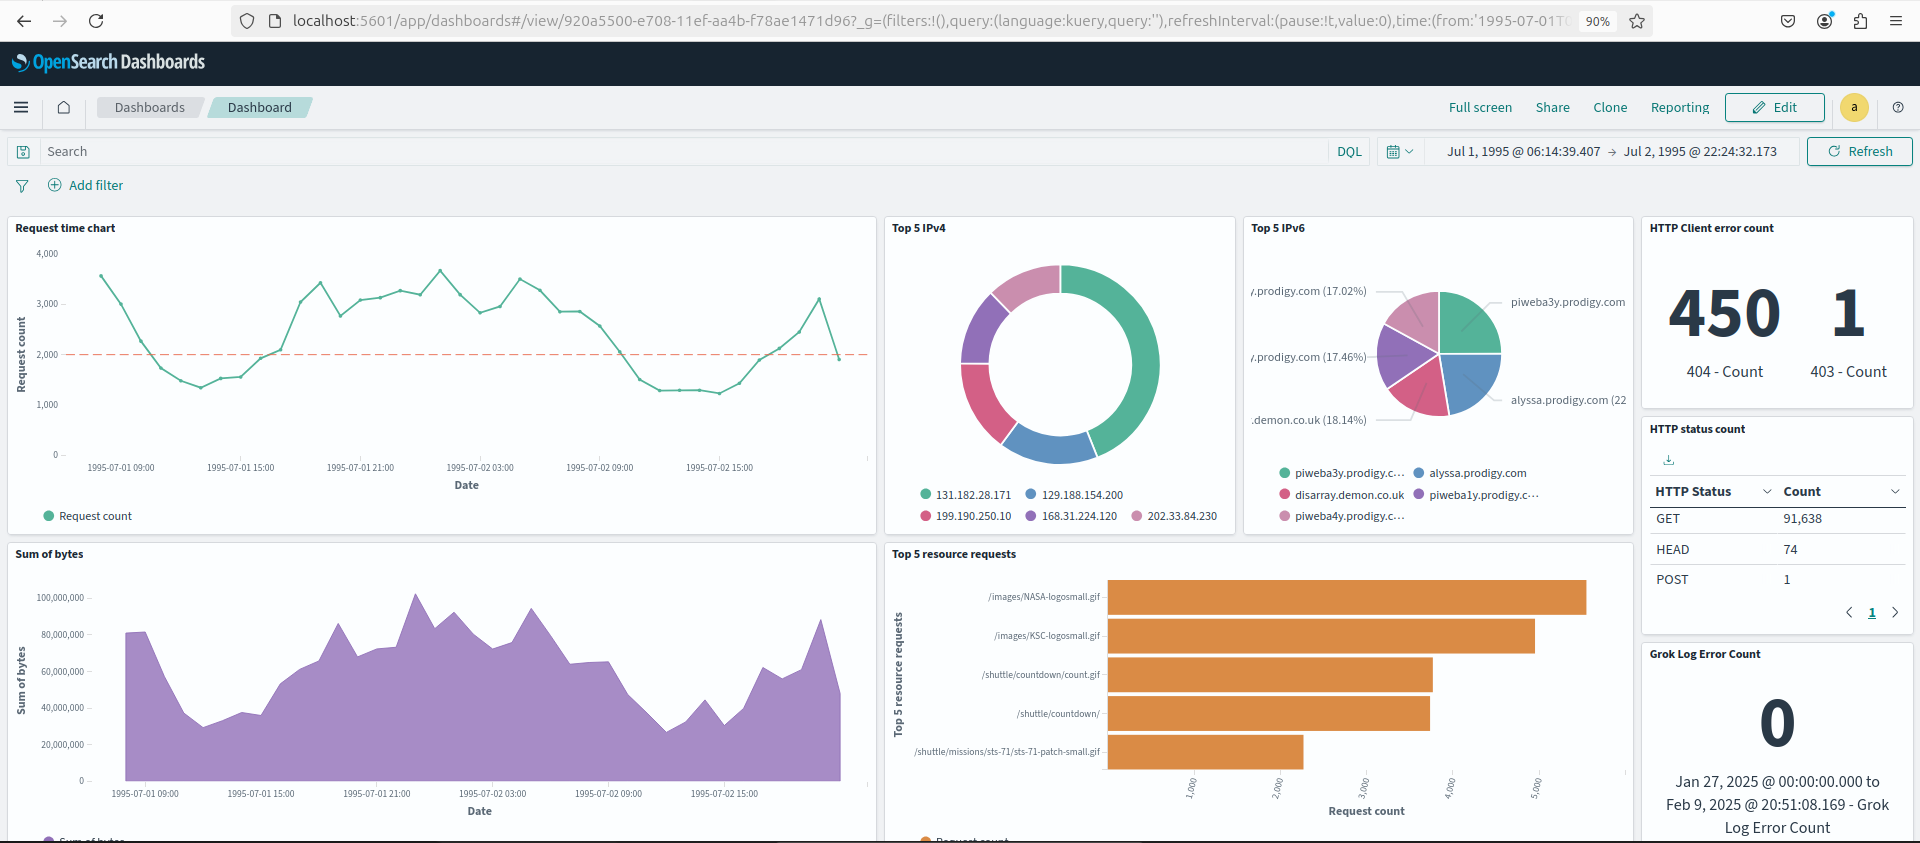 localhost:5601/app/dashboards#/view/920a5500-e708-11ef-aa4b-f78ae1471d96?_g=(filters:!(),query:(language:kuery,query:''),refreshInterval:(pause:!t,value:0),time:(from:'1995-07-01T0
90%
OpenSearch Dashboards
Dashboards
Dashboard
Full screen
Share
Clone
Reporting
Edit
a
Search
DQL
Jul 1, 1995 @ 06:14:39.407 → Jul 2, 1995 @ 22:24:32.173
Refresh
Add filter
Request time chart
4,000
3,000
2,000
1,000
0
Request count
1995-07-01 09:00
1995-07-01 15:00
1995-07-01 21:00
1995-07-02 03:00
1995-07-02 09:00
1995-07-02 15:00
Date
Request count
Top 5 IPv4
131.182.28.171
129.188.154.200
199.190.250.10
168.31.224.120
202.33.84.230
Top 5 IPv6
.prodigy.com (17.02%)
piweba3y.prodigy.com
.prodigy.com (17.46%)
alyssa.prodigy.com (22
.demon.co.uk (18.14%)
piweba3y.prodigy.c...
alyssa.prodigy.com
disarray.demon.co.uk
piweba1y.prodigy.c...
piweba4y.prodigy.c...
HTTP Client error count
450
1
404 - Count
403 - Count
HTTP status count
HTTP Status
Count
GET
91,638
HEAD
74
POST
1
1
Sum of bytes
100,000,000
80,000,000
60,000,000
40,000,000
20,000,000
0
Sum of bytes
1995-07-01 09:00
1995-07-01 15:00
1995-07-01 21:00
1995-07-02 03:00
1995-07-02 09:00
1995-07-02 15:00
Date
Sum of bytes
Top 5 resource requests
Top 5 resource requests
/images/NASA-logosmall.gif
/images/KSC-logosmall.gif
/shuttle/countdown/count.gif
/shuttle/countdown/
/shuttle/missions/sts-71/sts-71-patch-small.gif
1,000
2,000
3,000
4,000
5,000
Request count
Request count
Grok Log Error Count
0
Jan 27, 2025 @ 00:00:00.000 to
Feb 9, 2025 @ 20:51:08.169 - Grok
Log Error Count